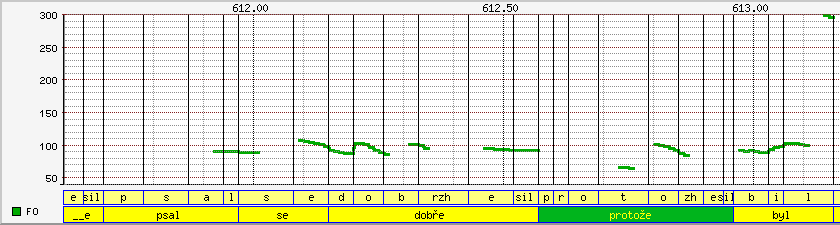 612.00 612.50 613.00
300
250
200
150
100
50
e sil p s a l s e d o b rzh e sil p r o t o zh e sil b i l
F0 __e psal se dobře protože byl